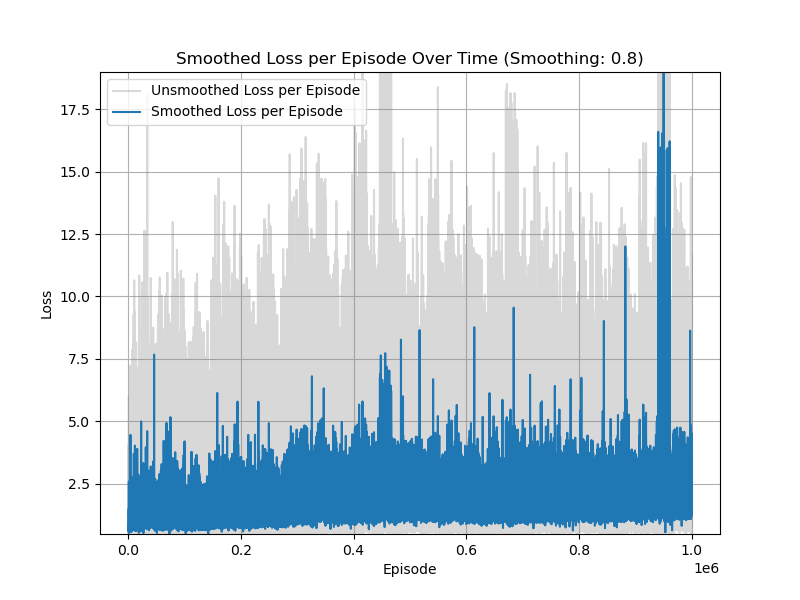 Smoothed Loss per Episode Over Time (Smoothing: 0.8)
Unsmoothed Loss per Episode
Smoothed Loss per Episode
17.5
15.0
12.5
10.0
7.5
5.0
2.5
Loss
0.0 0.2 0.4 0.6 0.8 1.0
1e6
Episode